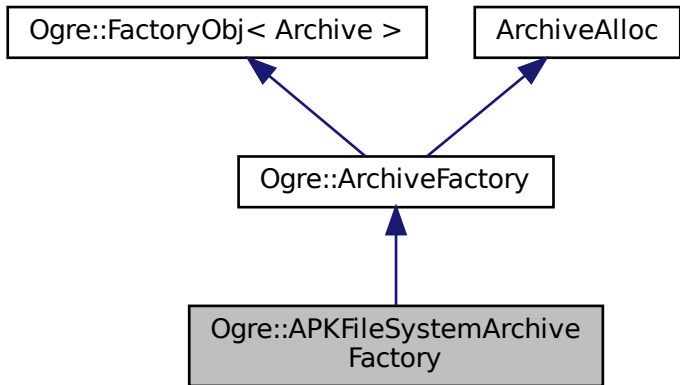 Ogre::FactoryObj< Archive >
ArchiveAlloc
Ogre::ArchiveFactory
Ogre::APKFileSystemArchive
Factory